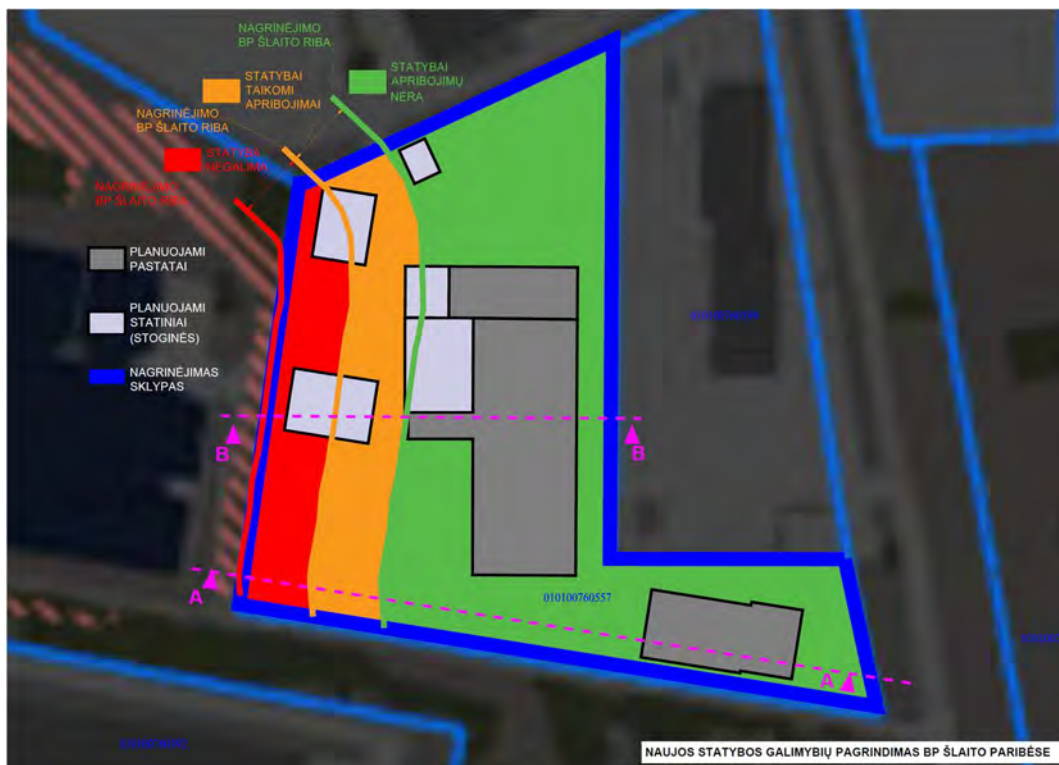 NAGRINĖJIMO
BP ŠLAITO RIBA
STATYBAI
APRIBOJIMŲ
NĖRA
STATYBAI
TAIKOMI
APRIBOJIMAI
NAGRINĖJIMO
BP ŠLAITO RIBA
STATYBA
NEGALIMA
NAGRINĖJIMO
BP ŠLAITO RIBA
PLANUOJAMI
PASTATAI
PLANUOJAMI
STATINIAI
(STOGINĖS)
NAGRINĖJIMAS
SKLYPAS
B
B
A
A
010100760557
NAUJOS STATYBOS GALIMYBIŲ PAGRINDIMAS BP ŠLAITO PARIBĖSE